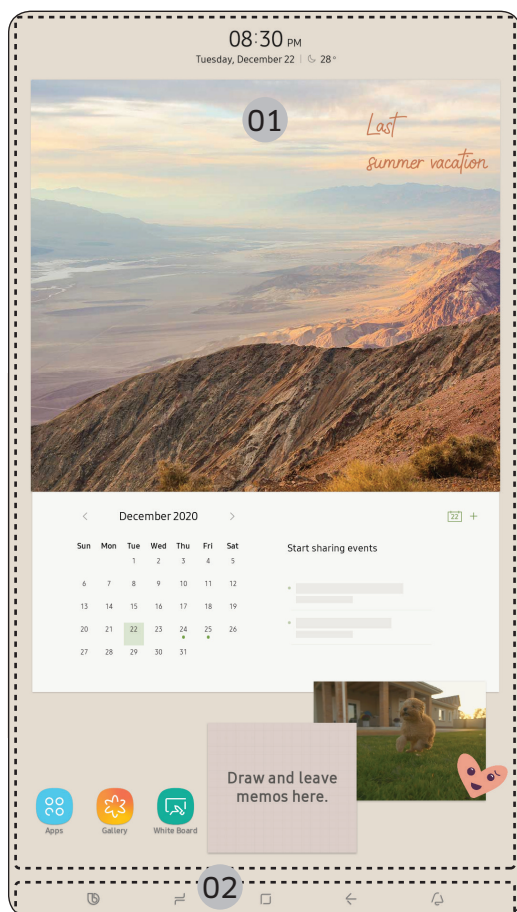 08:30 PM
Tuesday, December 22 | 28°
01
Last
summer vacation
December 2020
22 +
Sun Mon Tue Wed Thu Fri Sat
1 2 3 4 5
6 7 8 9 10 11 12
13 14 15 16 17 18 19
20 21 22 23 24 25 26
27 28 29 30 31
Start sharing events
Draw and leave
memos here.
Apps Gallery White Board
02